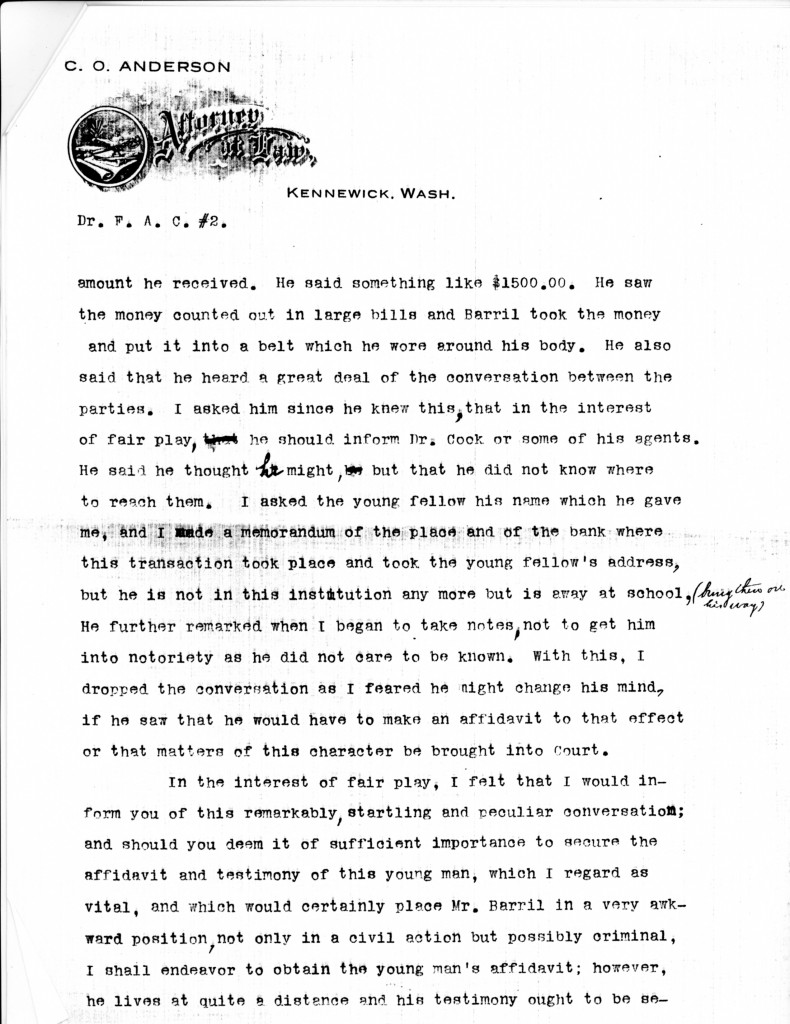 C. O. ANDERSON
Attorney
at Law
KENNEWICK, WASH.
Dr. F. A. C. #2.
amount he received. He said something like $1500.00. He saw
the money counted out in large bills and Barril took the money
and put it into a belt which he wore around his body. He also
said that he heard a great deal of the conversation between the
parties. I asked him since he knew this, that in the interest
of fair play, he should inform Dr. Cook or some of his agents.
He said he thought he might, but that he did not know where
to reach them. I asked the young fellow his name which he gave
me, and I made a memorandum of the place and of the bank where
this transaction took place and took the young fellow's address,
but he is not in this institution any more but is away at school, (being then on
his way)
He further remarked when I began to take notes, not to get him
into notoriety as he did not care to be known. With this, I
dropped the conversation as I feared he might change his mind,
if he saw that he would have to make an affidavit to that effect
or that matters of this character be brought into Court.
In the interest of fair play, I felt that I would in-
form you of this remarkably, startling and peculiar conversation;
and should you deem it of sufficient importance to secure the
affidavit and testimony of this young man, which I regard as
vital, and which would certainly place Mr. Barril in a very awk-
ward position, not only in a civil action but possibly criminal,
I shall endeavor to obtain the young man's affidavit; however,
he lives at quite a distance and his testimony ought to be se-